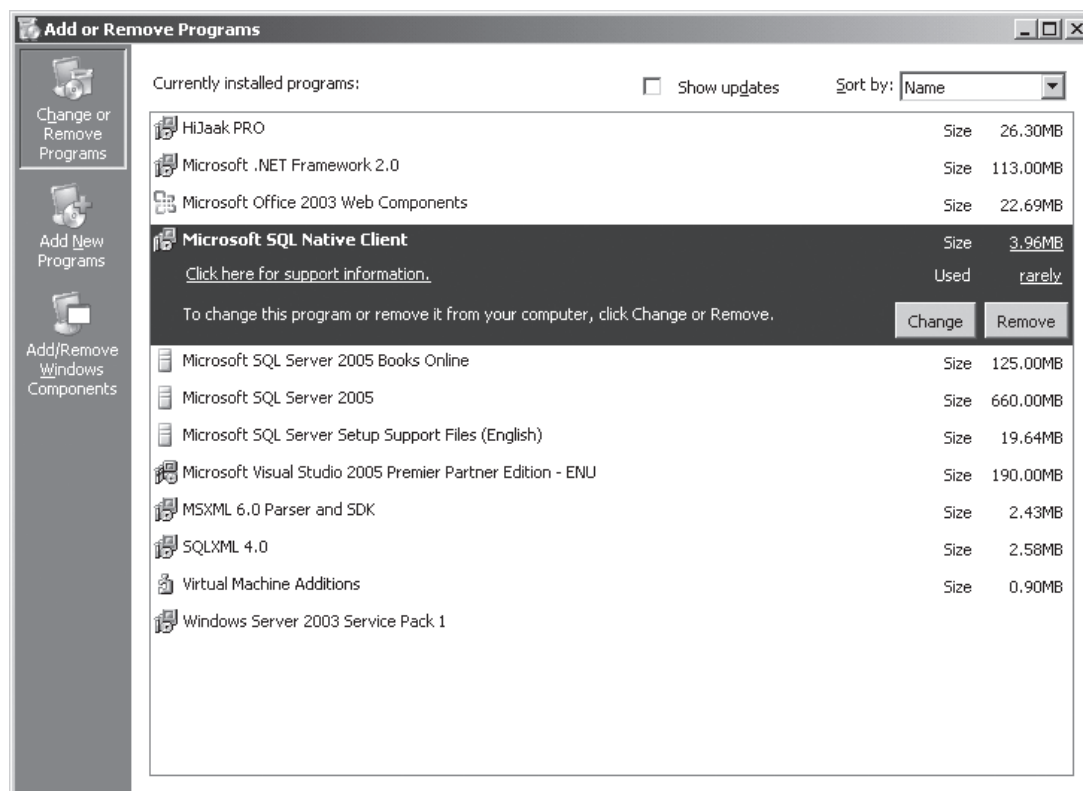 Add or Remove Programs
Change or
Remove
Programs
Add New
Programs
Add/Remove
Windows
Components
Currently installed programs:
Show updates
Sort by: Name
HiJaak PRO Size 26.30MB
Microsoft .NET Framework 2.0 Size 113.00MB
Microsoft Office 2003 Web Components Size 22.69MB
Microsoft SQL Native Client Size 3.96MB
Click here for support information. Used rarely
To change this program or remove it from your computer, click Change or Remove. Change Remove
Microsoft SQL Server 2005 Books Online Size 125.00MB
Microsoft SQL Server 2005 Size 660.00MB
Microsoft SQL Server Setup Support Files (English) Size 19.64MB
Microsoft Visual Studio 2005 Premier Partner Edition - ENU Size 190.00MB
MSXML 6.0 Parser and SDK Size 2.43MB
SQLXML 4.0 Size 2.58MB
Virtual Machine Additions Size 0.90MB
Windows Server 2003 Service Pack 1